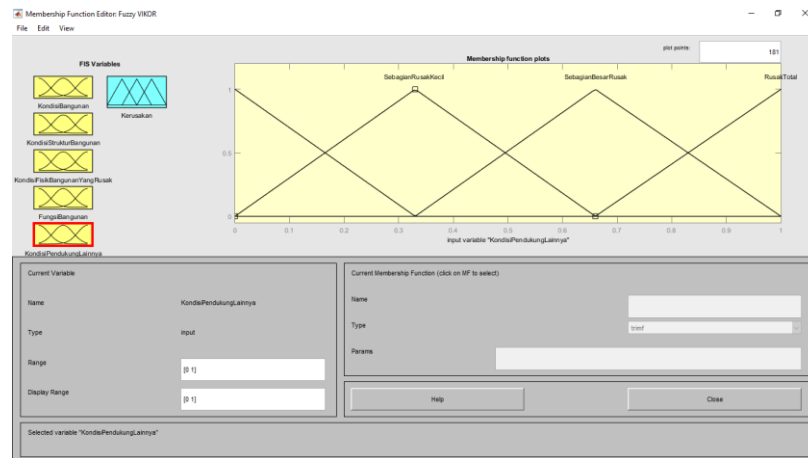 Membership Function Editor: Fuzzy VIKOR
File Edit View
FIS Variables
KondisiBangunan
Kerusakan
KondisiStrukturBangunan
KondisiFisikBangunanYangRusak
FungsiBangunan
KondisiPendukungLainnya
plot points:
181
Membership function plots
SebagianRusakKecil
SebagianBesarRusak
RusakTotal
1
0.5
0
0 0.1 0.2 0.3 0.4 0.5 0.6 0.7 0.8 0.9 1
input variable "KondisiPendukungLainnya"
Current Variable
Name KondisiPendukungLainnya
Type input
Range [0 1]
Display Range [0 1]
Current Membership Function (click on MF to select)
Name
Type trimf
Params
Help Close
Selected variable "KondisiPendukungLainnya"